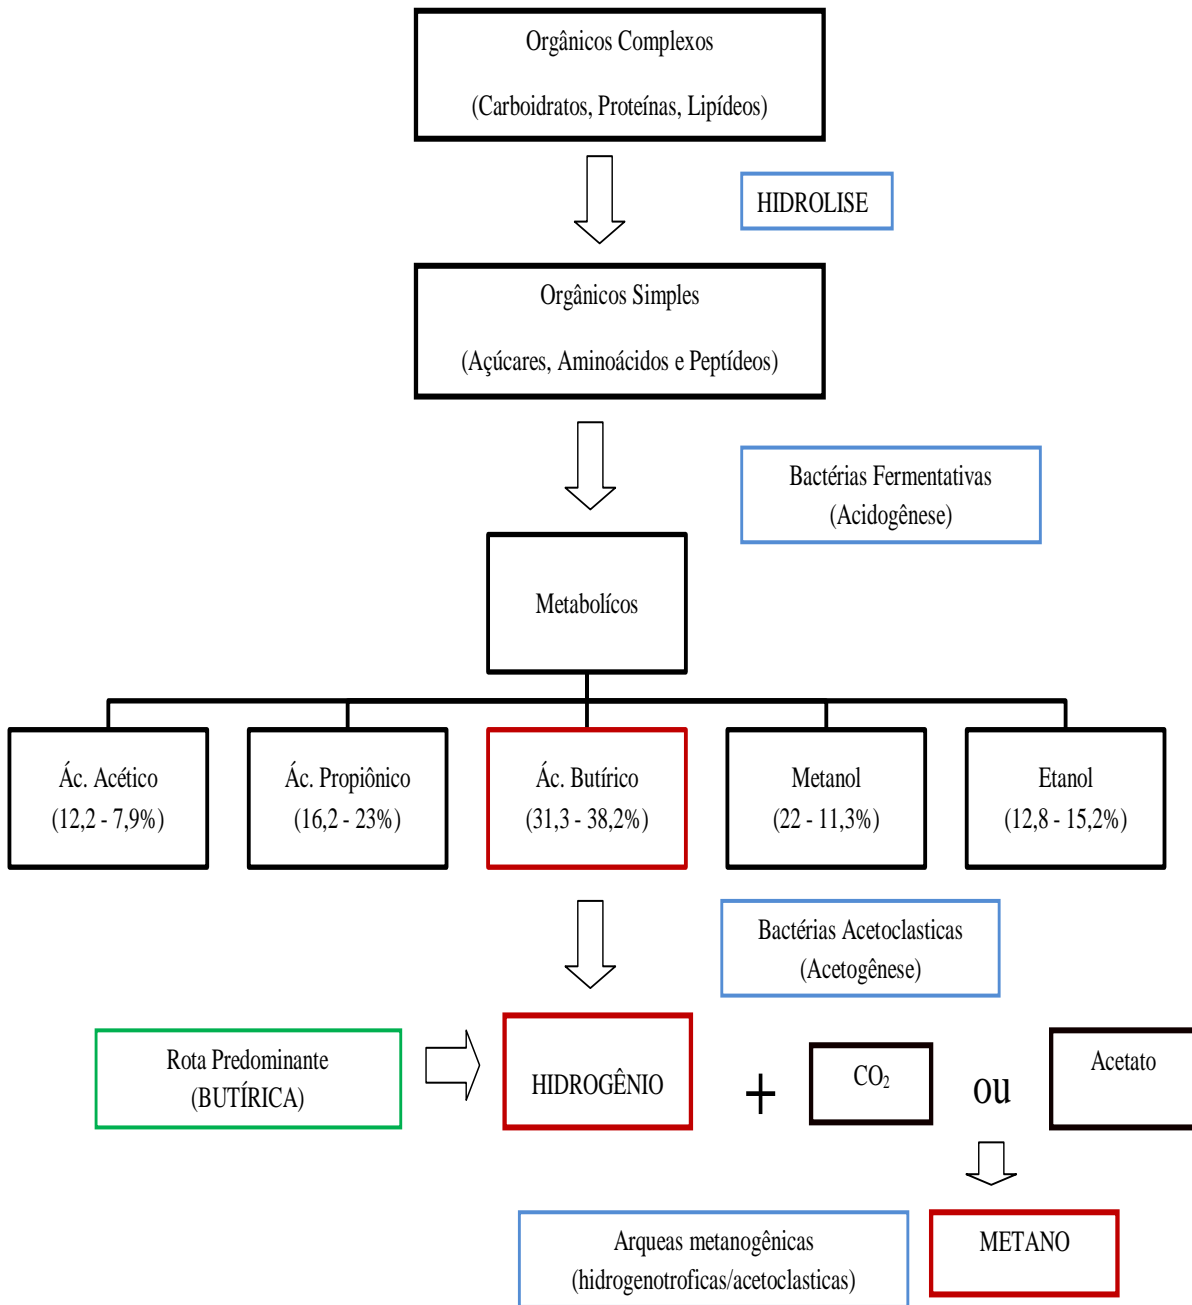 Orgânicos Complexos
(Carboidratos, Proteínas, Lipídeos)
HIDROLISE
Orgânicos Simples
(Açúcares, Aminoácidos e Peptídeos)
Bactérias Fermentativas
(Acidogênese)
Metabolícos
Ác. Acético
(12,2 - 7,9%)
Ác. Propiônico
(16,2 - 23%)
Ác. Butírico
(31,3 - 38,2%)
Metanol
(22 - 11,3%)
Etanol
(12,8 - 15,2%)
Bactérias Acetoclasticas
(Acetogênese)
Rota Predominante
(BUTÍRICA)
HIDROGÊNIO
+
CO₂
ou
Acetato
Arqueas metanogênicas
(hidrogenotroficas/acetoclasticas)
METANO